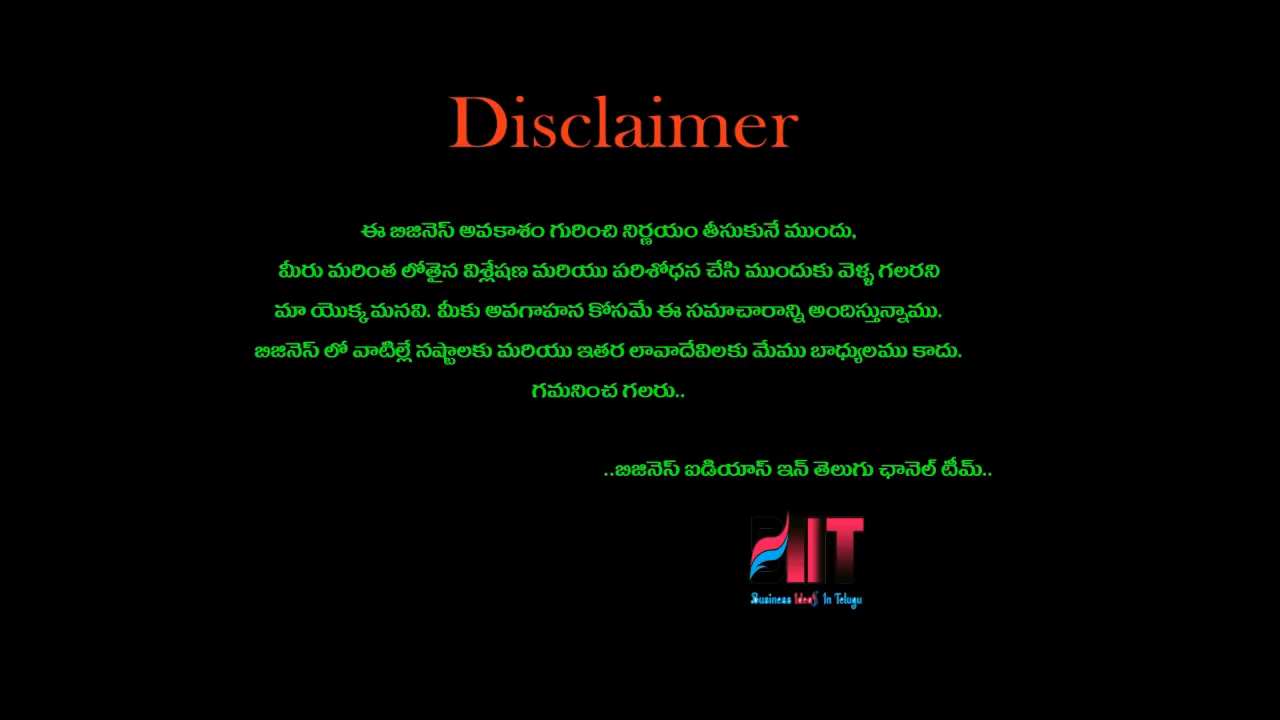 Disclaimer
ఈ బిజినెస్ అవకాశం గురించి నిర్ణయం తీసుకునే ముందు,
మీరు మరింత లోతైన విశ్లేషణ మరియు పరిశోధన చేసి ముందుకు వెళ్ళ గలరని
మా యొక్క మనవి. మీకు అవగాహన కోసమే ఈ సమాచారాన్ని అందిస్తున్నాము.
బిజినెస్ లో వాటిల్లే నష్టాలకు మరియు ఇతర లావాదేవిలకు మేము బాధ్యులము కాదు.
గమనించ గలరు..
..బిజినెస్ ఐడియాస్ ఇన్ తెలుగు ఛానెల్ టీమ్..
BIIT
Business Ideas In Telugu